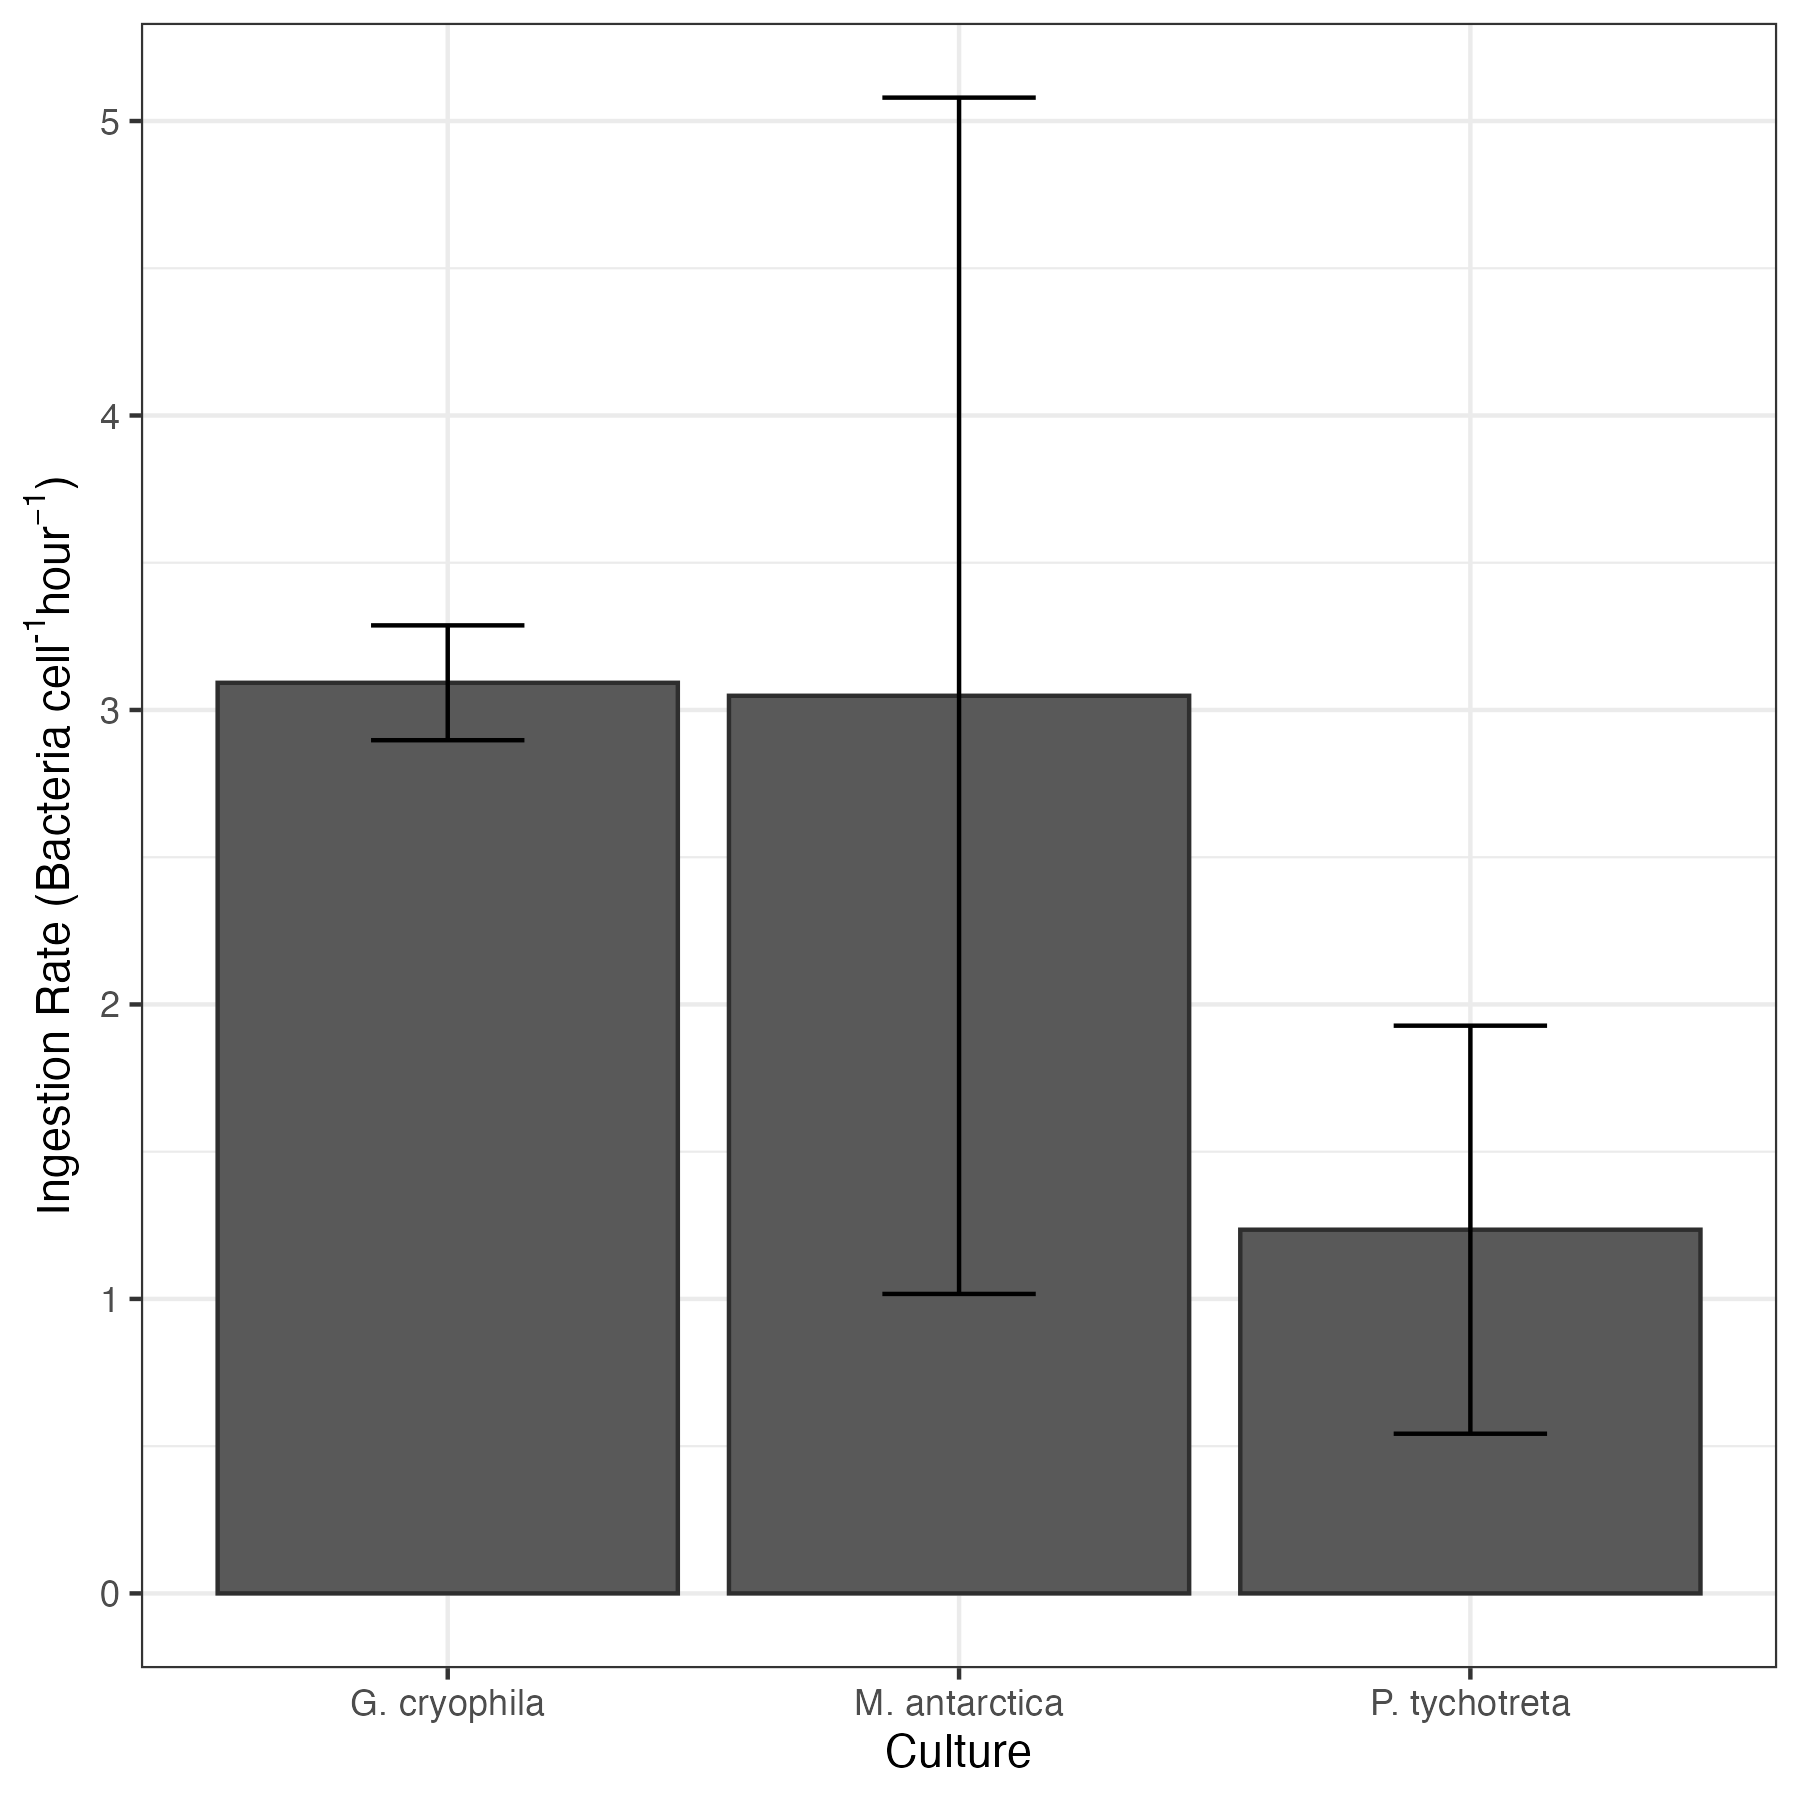 Ingestion Rate (Bacteria cell⁻¹hour⁻¹)
5
4
3
2
1
0
G. cryophila
M. antarctica
P. tychotreta
Culture